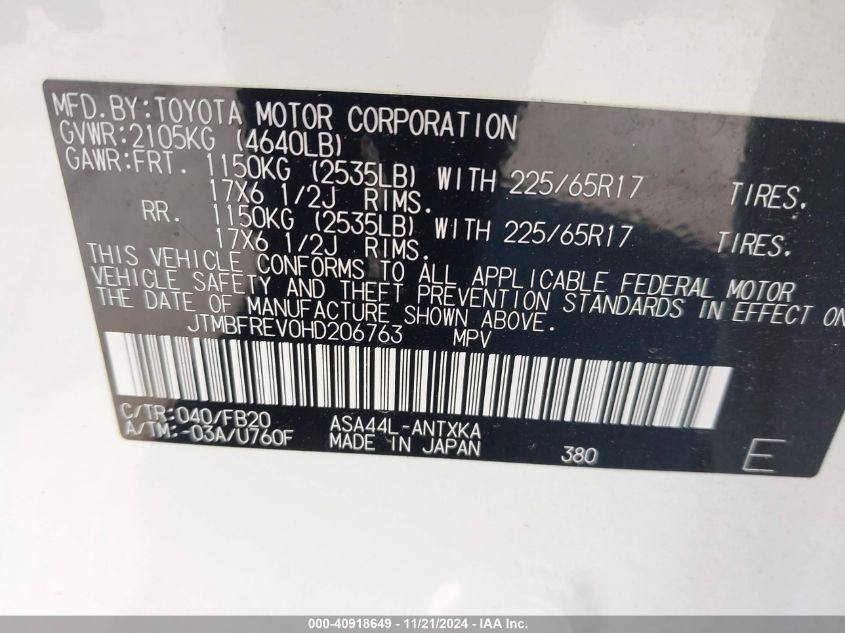 MFD.BY:TOYOTA MOTOR CORPORATION
GVWR:2105KG (4640LB)
GAWR:FRT. 1150KG (2535LB) WITH 225/65R17 TIRES.
17X6 1/2J RIMS.
RR. 1150KG (2535LB) WITH 225/65R17 TIRES.
17X6 1/2J RIMS.
THIS VEHICLE CONFORMS TO ALL APPLICABLE FEDERAL MOTOR
VEHICLE SAFETY AND THEFT PREVENTION STANDARDS IN EFFECT ON
THE DATE OF MANUFACTURE SHOWN ABOVE.
JTMBFREV0HD206763 MPV
C/TR:040/FB20 ASA44L-ANTXKA
A/TM:-03A/U760F MADE IN JAPAN 380 E
000-40918649 - 11/21/2024 - IAA Inc.